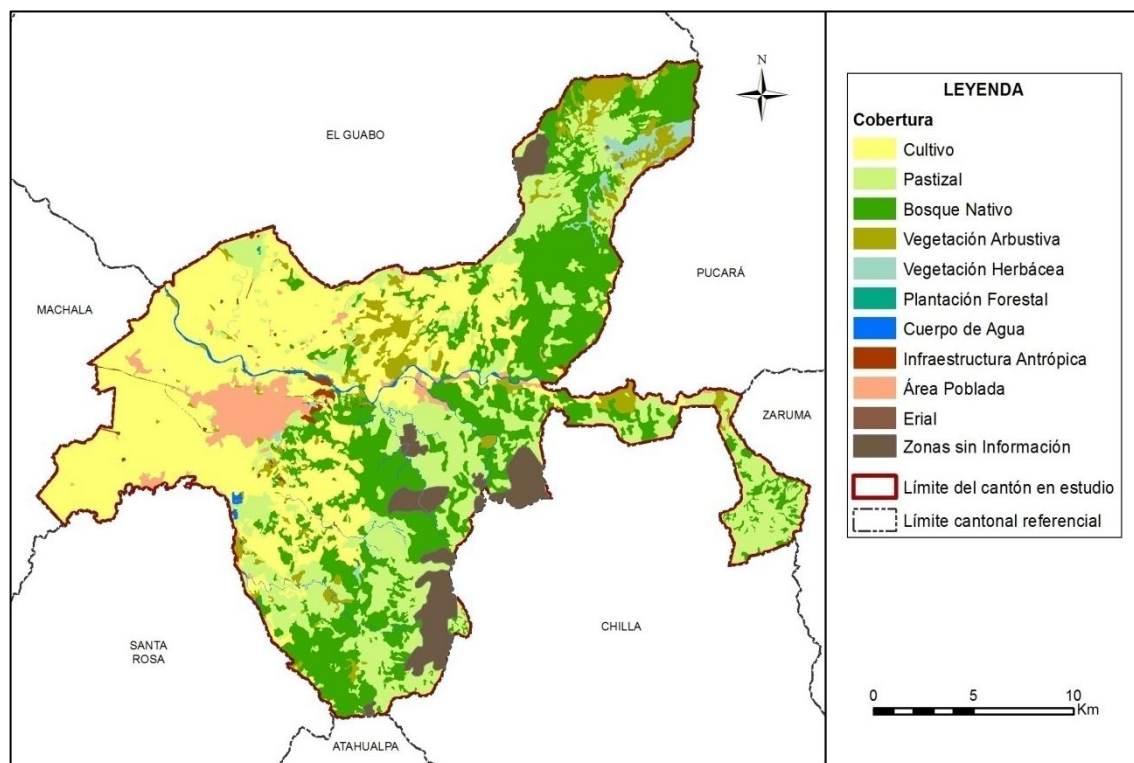 N
EL GUABO
MACHALA
PUCARÁ
ZARUMA
CHILLA
SANTA
ROSA
ATAHUALPA
LEYENDA
Cobertura
Cultivo
Pastizal
Bosque Nativo
Vegetación Arbustiva
Vegetación Herbácea
Plantación Forestal
Cuerpo de Agua
Infraestructura Antrópica
Área Poblada
Erial
Zonas sin Información
Límite del cantón en estudio
Límite cantonal referencial
0 5 10
Km